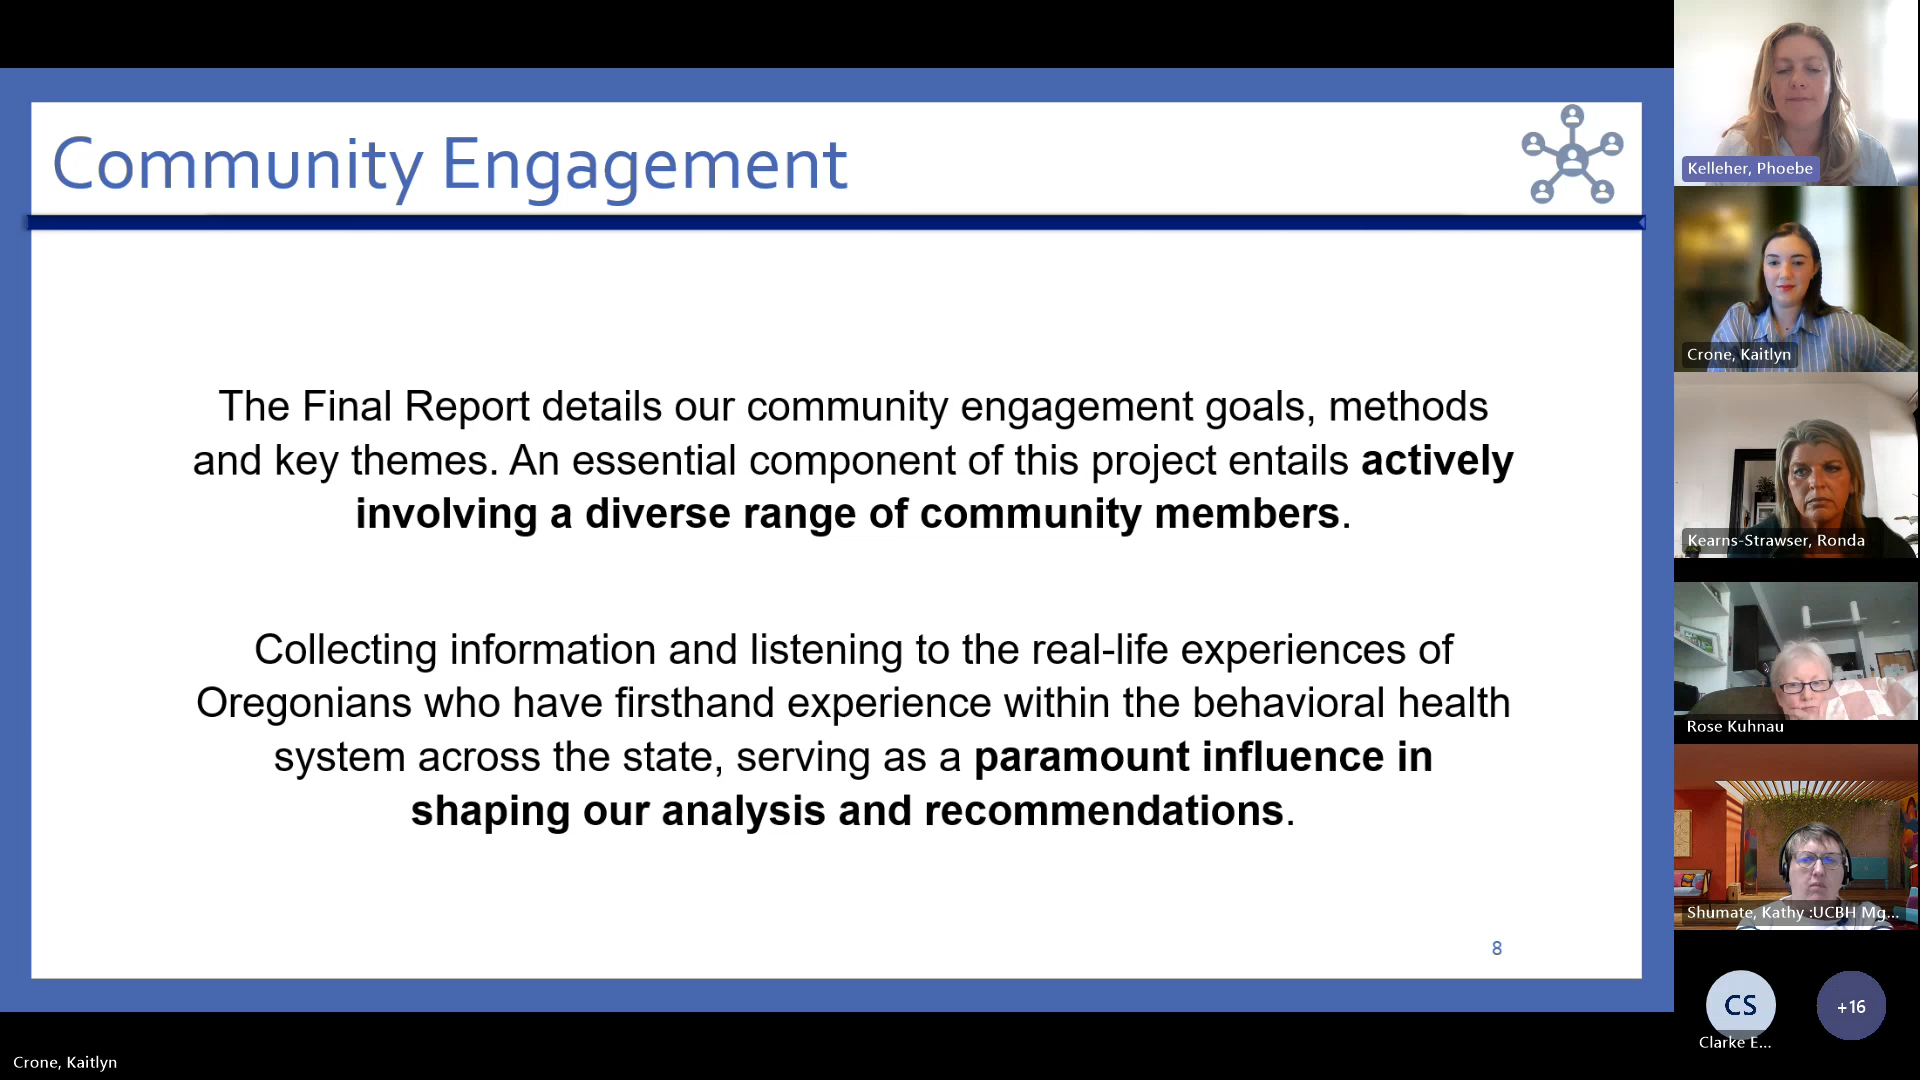 Community Engagement
The Final Report details our community engagement goals, methods
and key themes. An essential component of this project entails actively
involving a diverse range of community members.
Collecting information and listening to the real-life experiences of
Oregonians who have firsthand experience within the behavioral health
system across the state, serving as a paramount influence in
shaping our analysis and recommendations.
8
Kelleher, Phoebe
Crone, Kaitlyn
Kearns-Strawser, Ronda
Rose Kuhnau
Shumate, Kathy :UCBH Mg...
CS
+16
Clarke E...
Crone, Kaitlyn